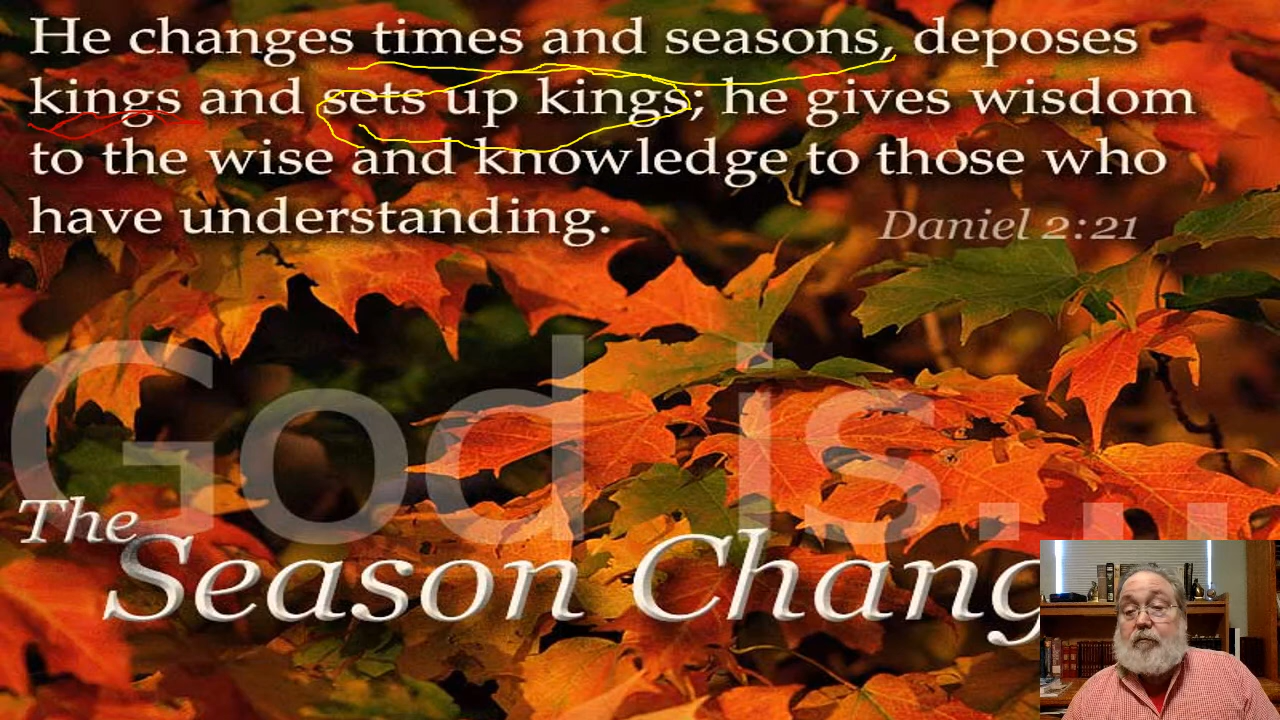 He changes times and seasons, deposes
kings and sets up kings; he gives wisdom
to the wise and knowledge to those who
have understanding.
Daniel 2:21
God is...
The
Season Chang